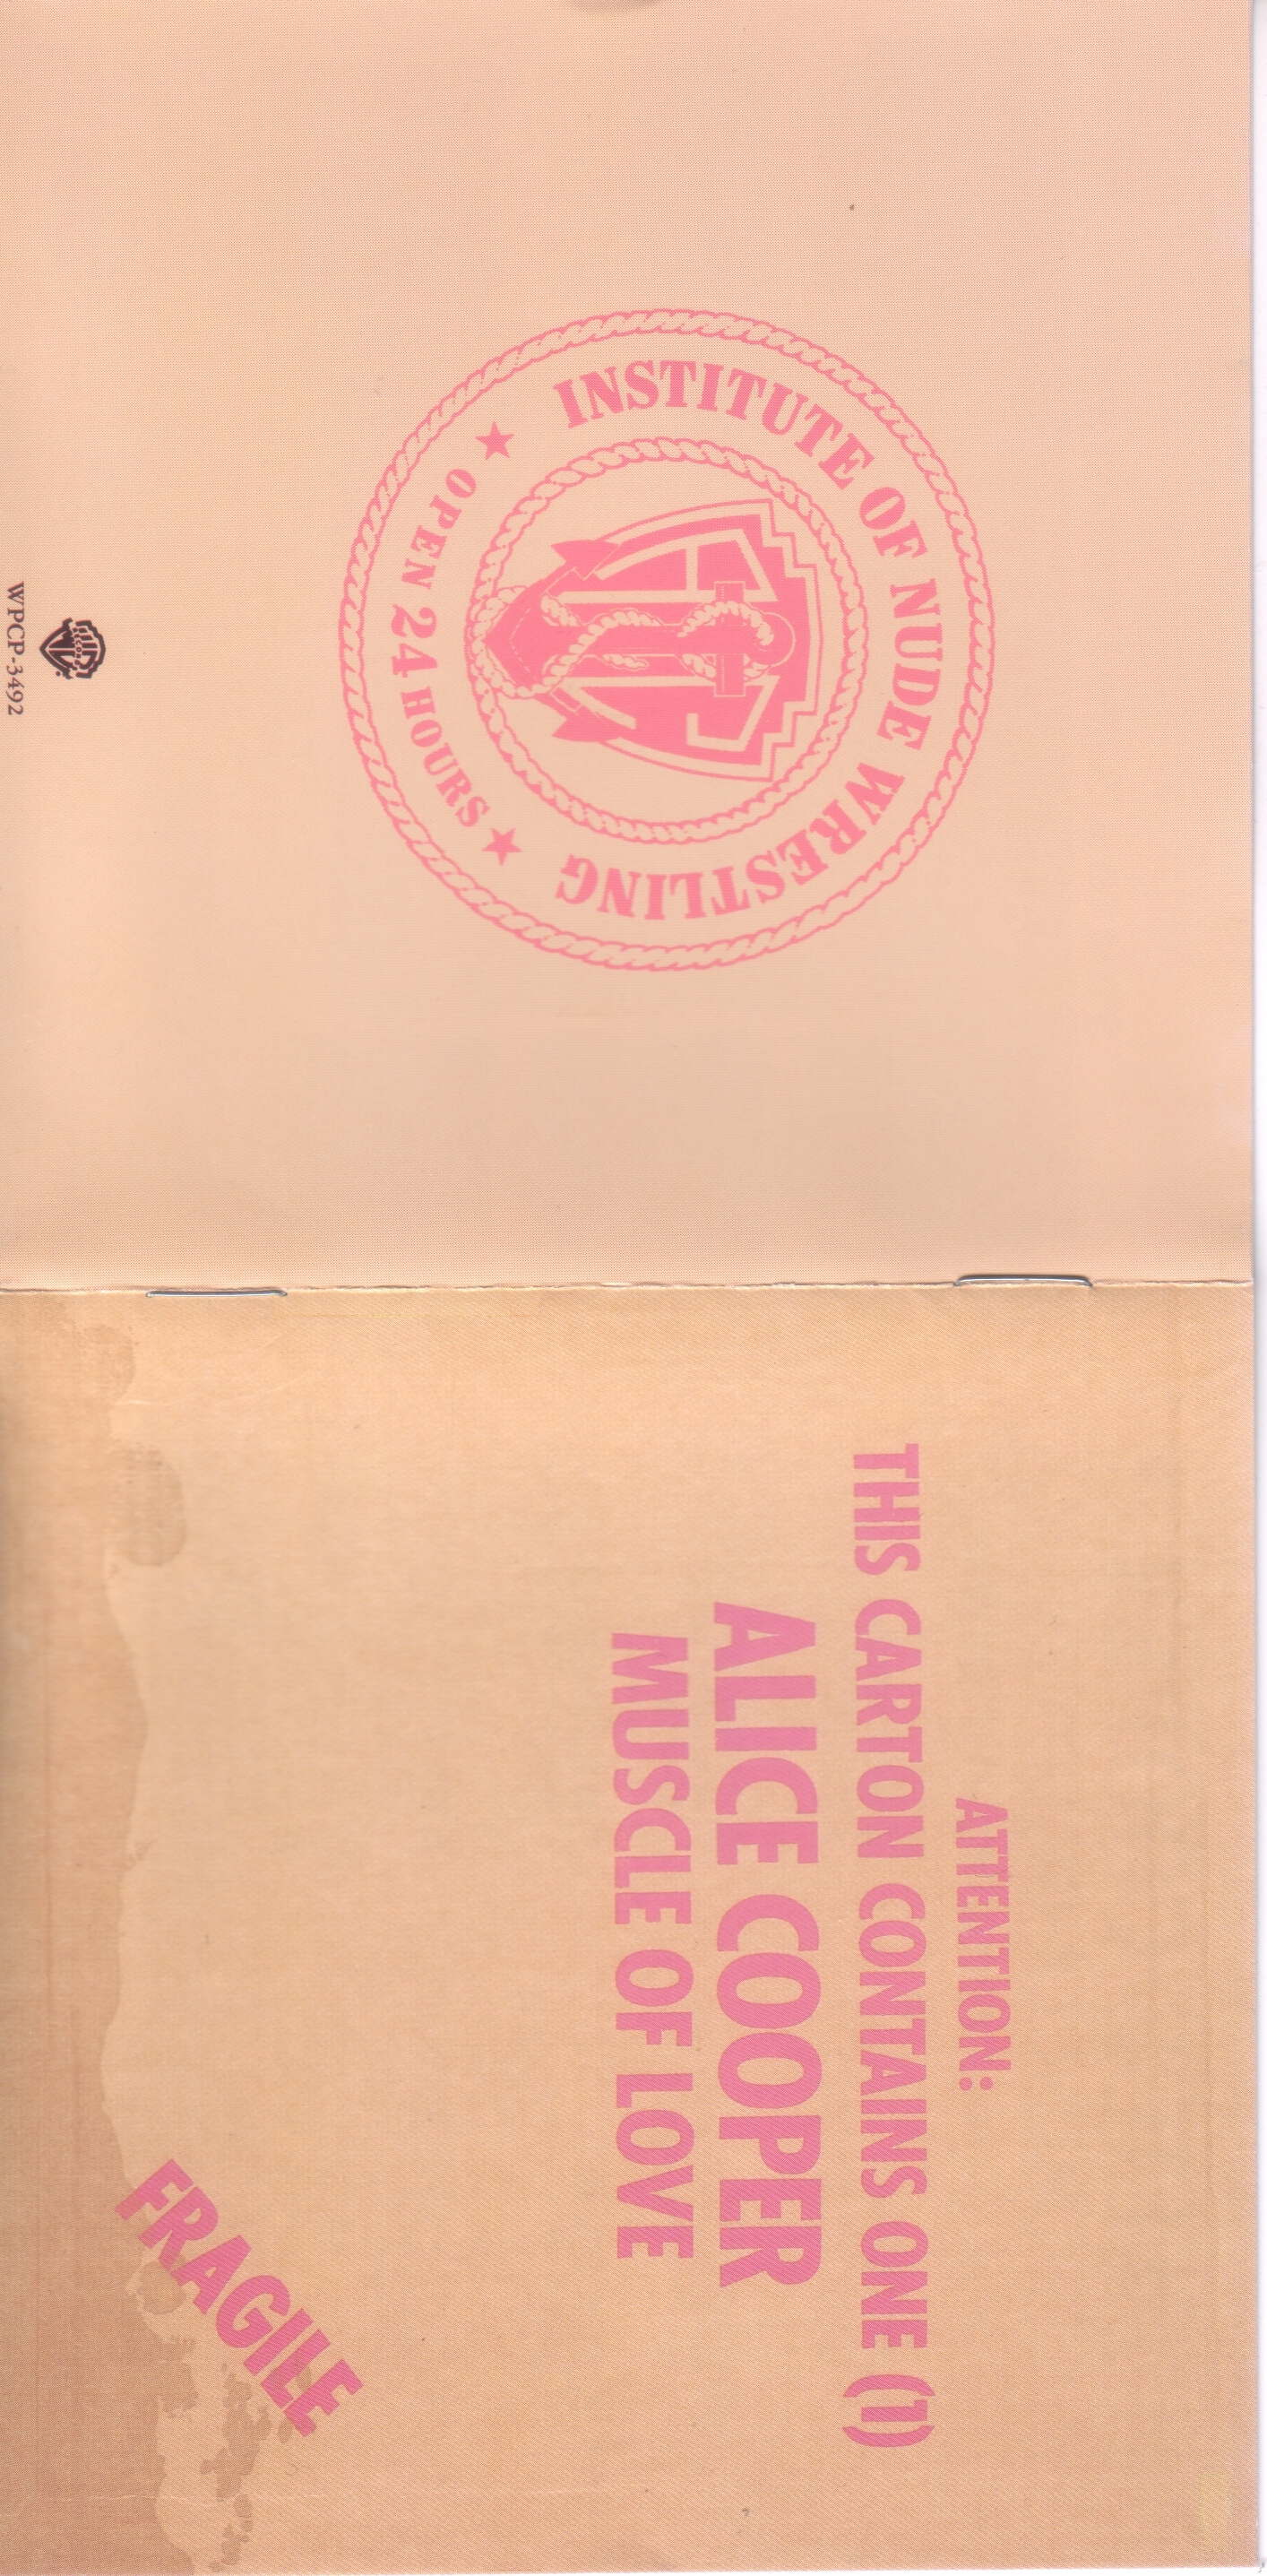 INSTITUTE OF NUDE WRESTLING
★ OPEN 24 HOURS ★
WPCP-3492
ATTENTION:
THIS CARTON CONTAINS ONE (1)
ALICE COOPER
MUSCLE OF LOVE
FRAGILE